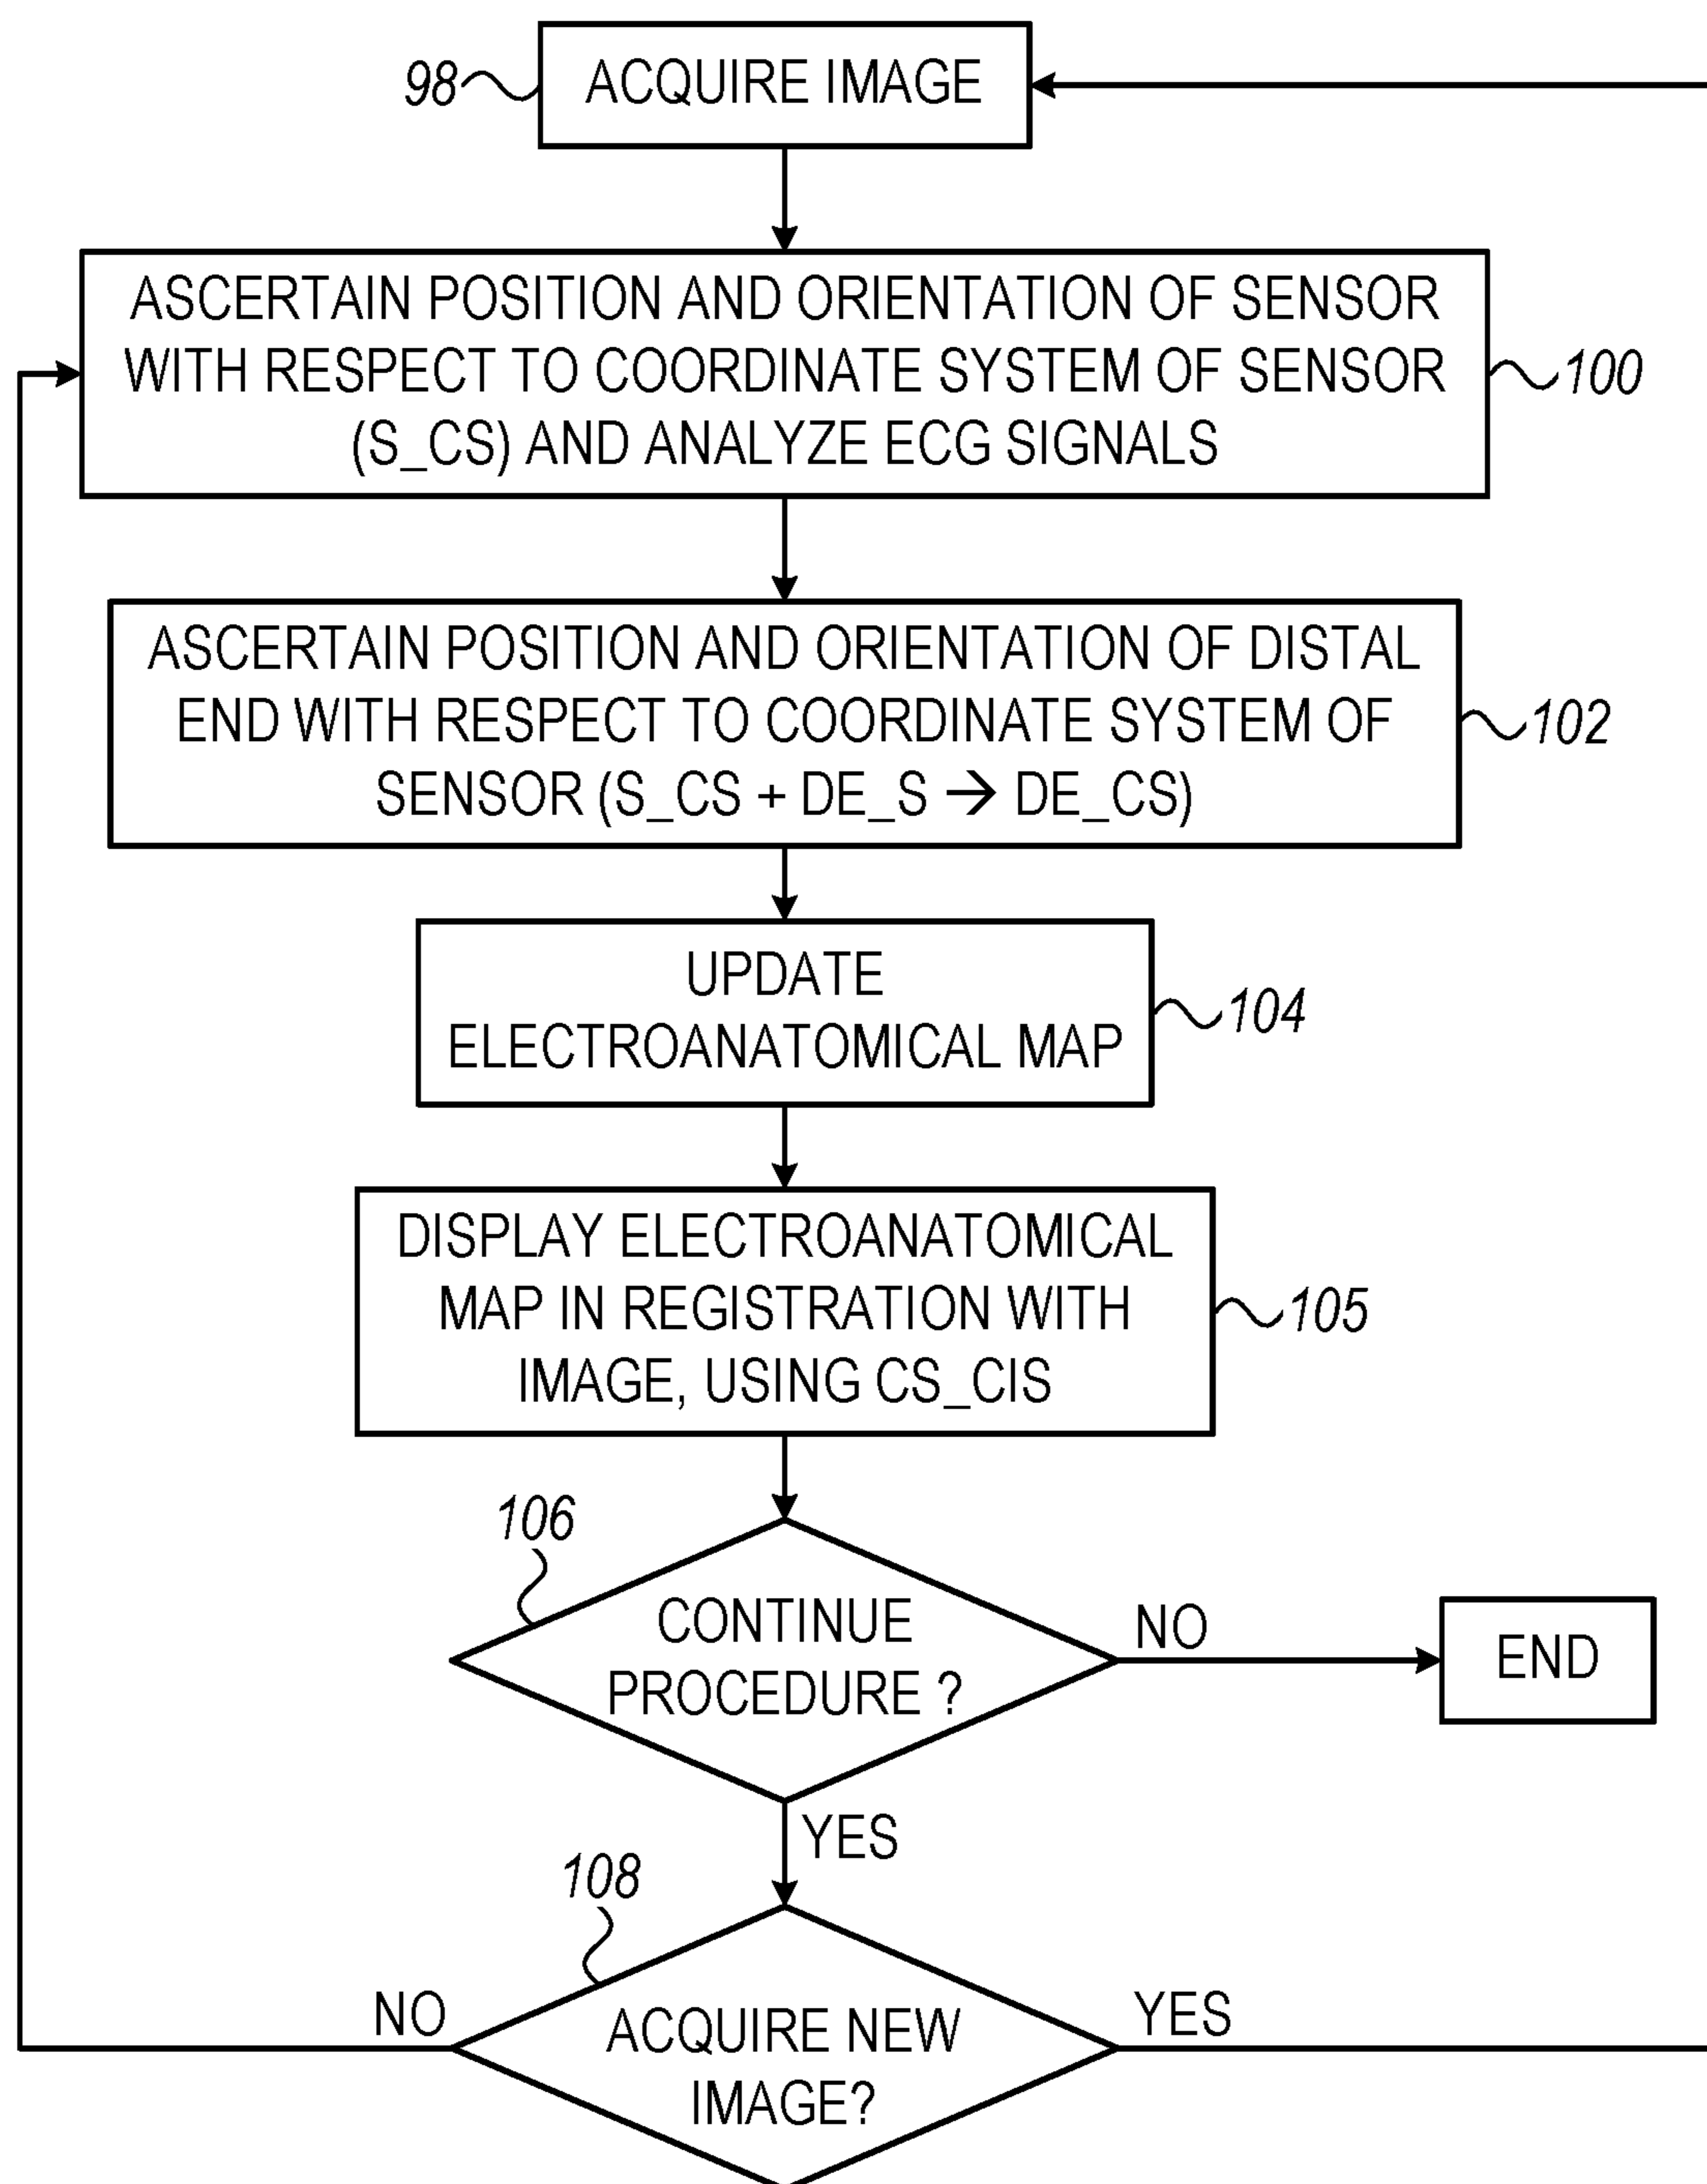 98
ACQUIRE IMAGE
ASCERTAIN POSITION AND ORIENTATION OF SENSOR
WITH RESPECT TO COORDINATE SYSTEM OF SENSOR
(S_CS) AND ANALYZE ECG SIGNALS
100
ASCERTAIN POSITION AND ORIENTATION OF DISTAL
END WITH RESPECT TO COORDINATE SYSTEM OF
SENSOR (S_CS + DE_S → DE_CS)
102
UPDATE
ELECTROANATOMICAL MAP
104
DISPLAY ELECTROANATOMICAL
MAP IN REGISTRATION WITH
IMAGE, USING CS_CIS
105
106
CONTINUE
PROCEDURE ?
NO
END
YES
108
NO
ACQUIRE NEW
IMAGE?
YES